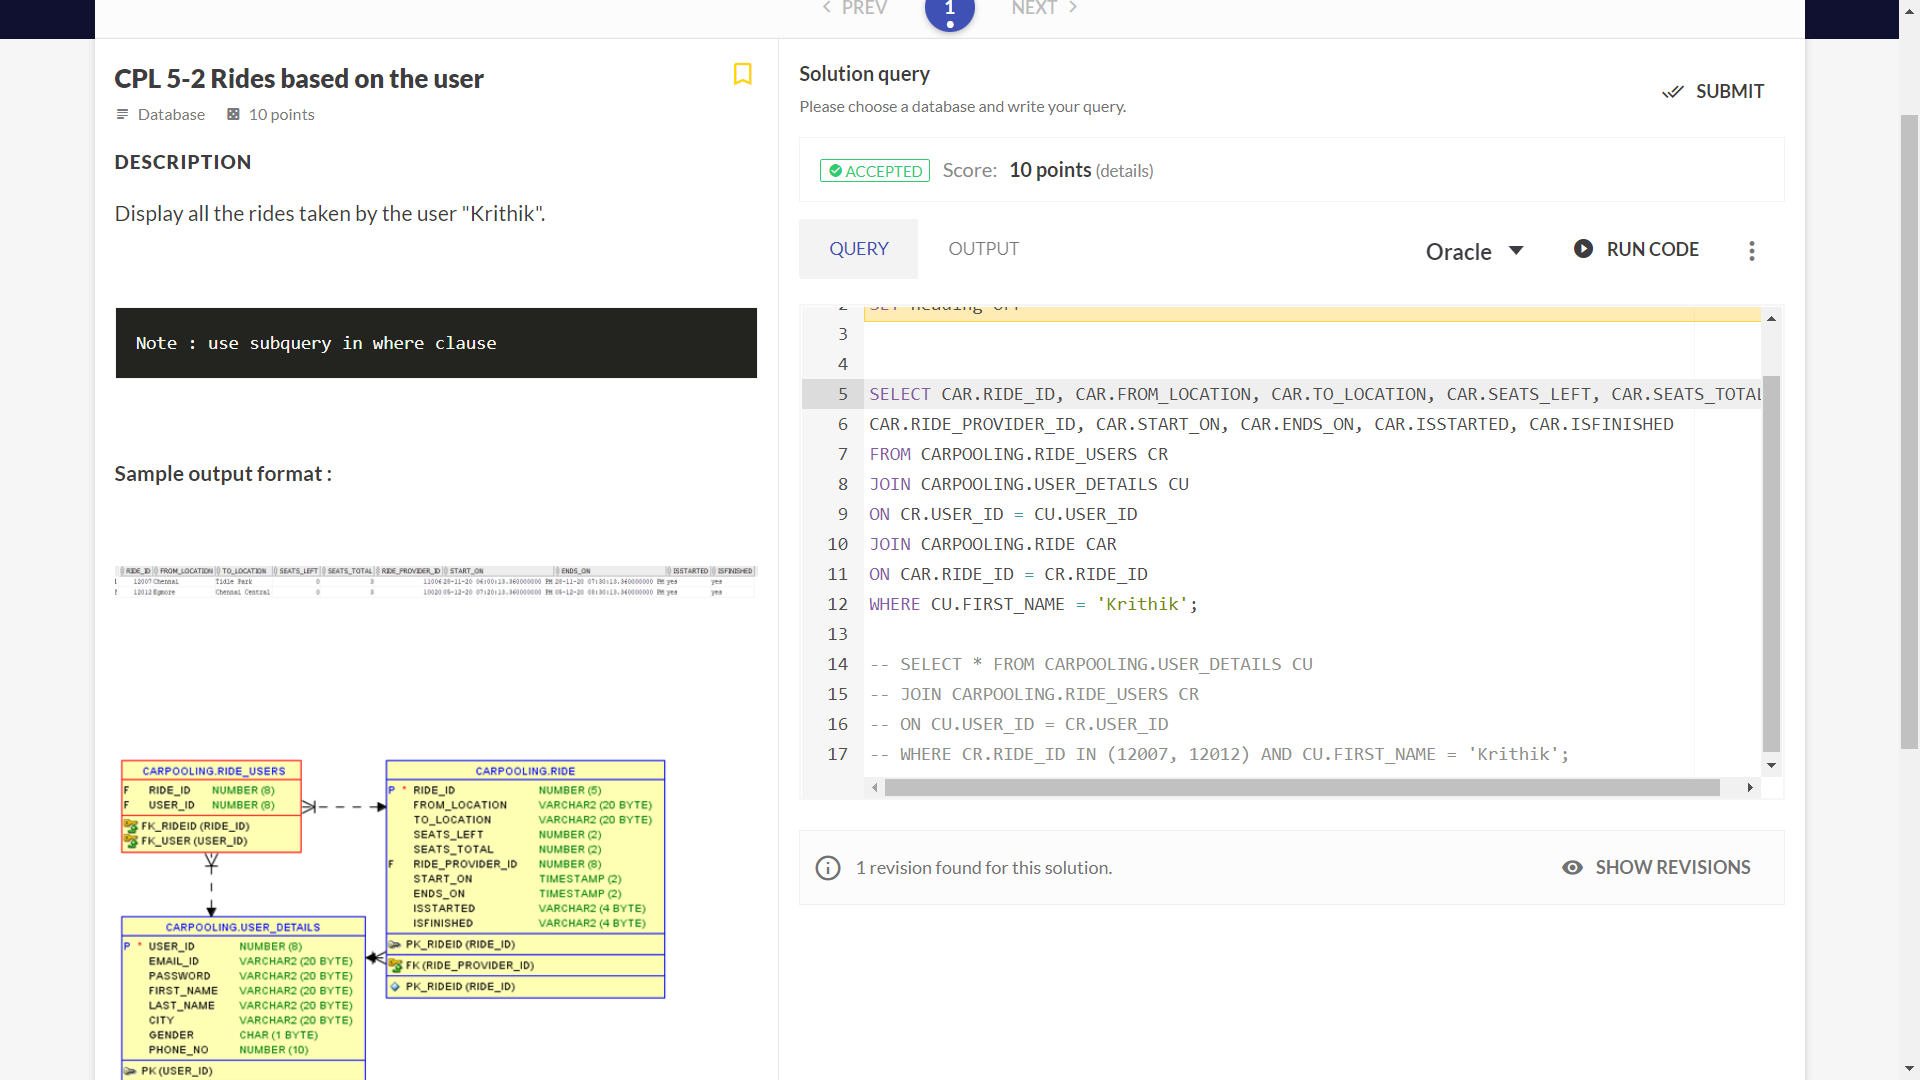 PREV
1
NEXT
CPL 5-2 Rides based on the user
Database
10 points
DESCRIPTION
Display all the rides taken by the user "Krithik".
Note : use subquery in where clause
Sample output format :
RIDE_ID FROM_LOCATION TO_LOCATION SEATS_LEFT SEATS_TOTAL RIDE_PROVIDER_ID START_ON ENDS_ON ISSTARTED ISFINISHED
12007 Chennai Tidle Park 0 3 11006 28-11-20 06:00:13.360000000 PM 28-11-20 07:30:13.360000000 PM yes yes
12012 Egmore Chennai Central 0 3 10020 05-12-20 07:20:13.360000000 PM 05-12-20 08:30:13.360000000 PM yes yes
CARPOOLING.RIDE_USERS
F RIDE_ID NUMBER (8)
F USER_ID NUMBER (8)
FK_RIDEID (RIDE_ID)
FK_USER (USER_ID)
CARPOOLING.RIDE
P * RIDE_ID NUMBER (5)
FROM_LOCATION VARCHAR2 (20 BYTE)
TO_LOCATION VARCHAR2 (20 BYTE)
SEATS_LEFT NUMBER (2)
SEATS_TOTAL NUMBER (2)
F RIDE_PROVIDER_ID NUMBER (8)
START_ON TIMESTAMP (2)
ENDS_ON TIMESTAMP (2)
ISSTARTED VARCHAR2 (4 BYTE)
ISFINISHED VARCHAR2 (4 BYTE)
PK_RIDEID (RIDE_ID)
FK (RIDE_PROVIDER_ID)
PK_RIDEID (RIDE_ID)
CARPOOLING.USER_DETAILS
P * USER_ID NUMBER (8)
EMAIL_ID VARCHAR2 (20 BYTE)
PASSWORD VARCHAR2 (20 BYTE)
FIRST_NAME VARCHAR2 (20 BYTE)
LAST_NAME VARCHAR2 (20 BYTE)
CITY VARCHAR2 (20 BYTE)
GENDER CHAR (1 BYTE)
PHONE_NO NUMBER (10)
PK (USER_ID)
Solution query
Please choose a database and write your query.
SUBMIT
ACCEPTED Score: 10 points (details)
QUERY
OUTPUT
Oracle
RUN CODE
2 SET heading OFF
3
4
5 SELECT CAR.RIDE_ID, CAR.FROM_LOCATION, CAR.TO_LOCATION, CAR.SEATS_LEFT, CAR.SEATS_TOTAL
6 CAR.RIDE_PROVIDER_ID, CAR.START_ON, CAR.ENDS_ON, CAR.ISSTARTED, CAR.ISFINISHED
7 FROM CARPOOLING.RIDE_USERS CR
8 JOIN CARPOOLING.USER_DETAILS CU
9 ON CR.USER_ID = CU.USER_ID
10 JOIN CARPOOLING.RIDE CAR
11 ON CAR.RIDE_ID = CR.RIDE_ID
12 WHERE CU.FIRST_NAME = 'Krithik';
13
14 -- SELECT * FROM CARPOOLING.USER_DETAILS CU
15 -- JOIN CARPOOLING.RIDE_USERS CR
16 -- ON CU.USER_ID = CR.USER_ID
17 -- WHERE CR.RIDE_ID IN (12007, 12012) AND CU.FIRST_NAME = 'Krithik';
1 revision found for this solution.
SHOW REVISIONS